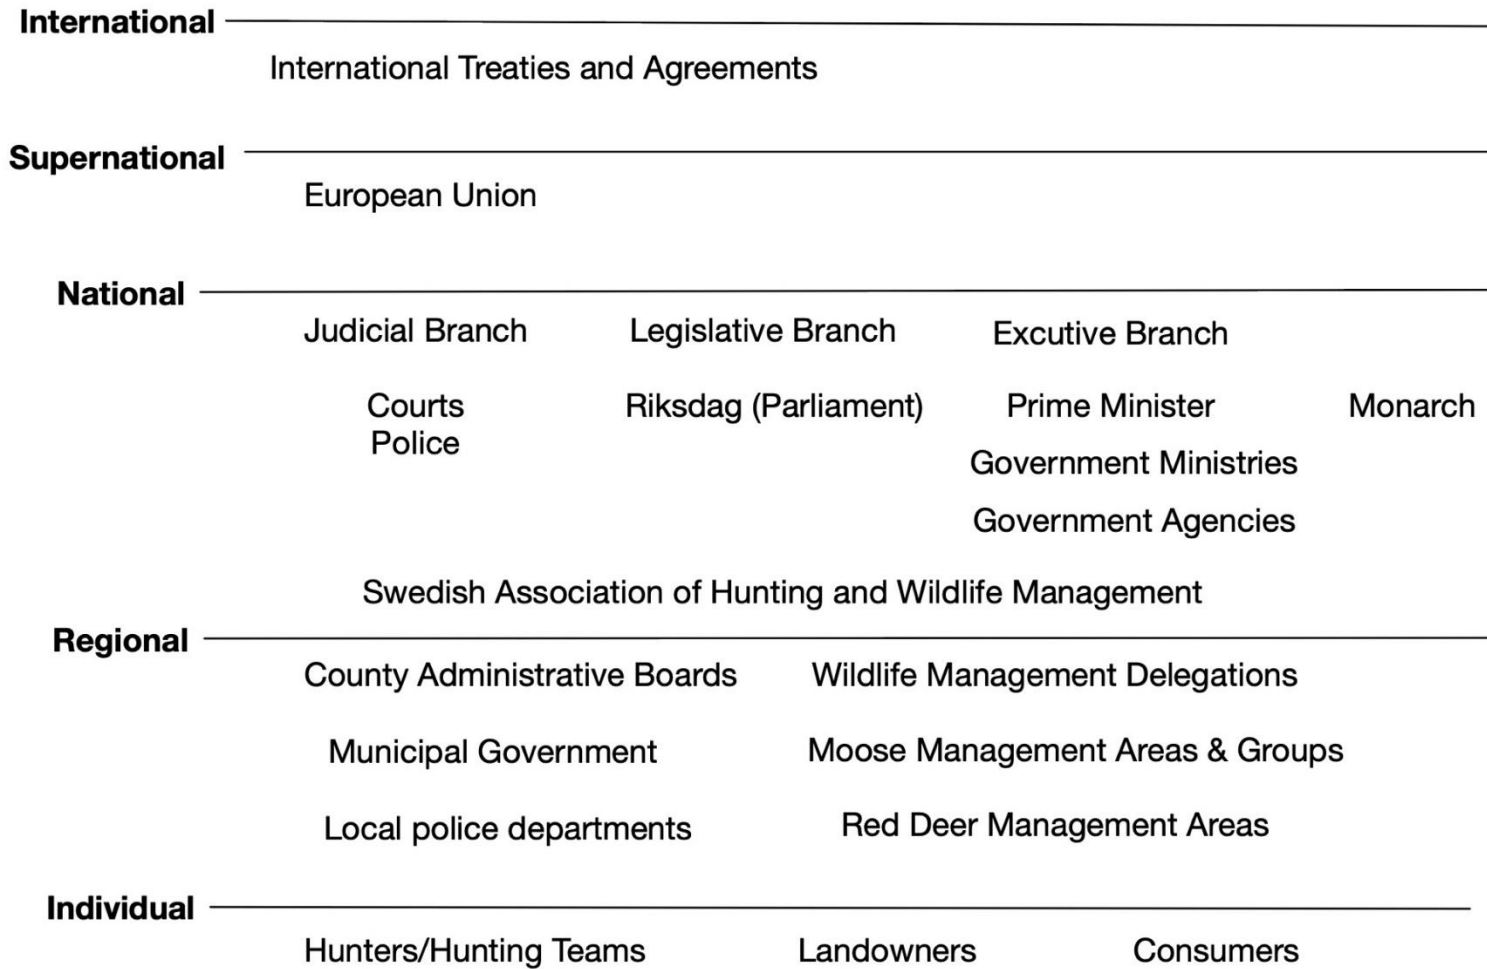 International
International Treaties and Agreements
Supernational
European Union
National
Judicial Branch Legislative Branch Excutive Branch
Courts Riksdag (Parliament) Prime Minister Monarch
Police
Government Ministries
Government Agencies
Swedish Association of Hunting and Wildlife Management
Regional
County Administrative Boards Wildlife Management Delegations
Municipal Government Moose Management Areas & Groups
Local police departments Red Deer Management Areas
Individual
Hunters/Hunting Teams Landowners Consumers